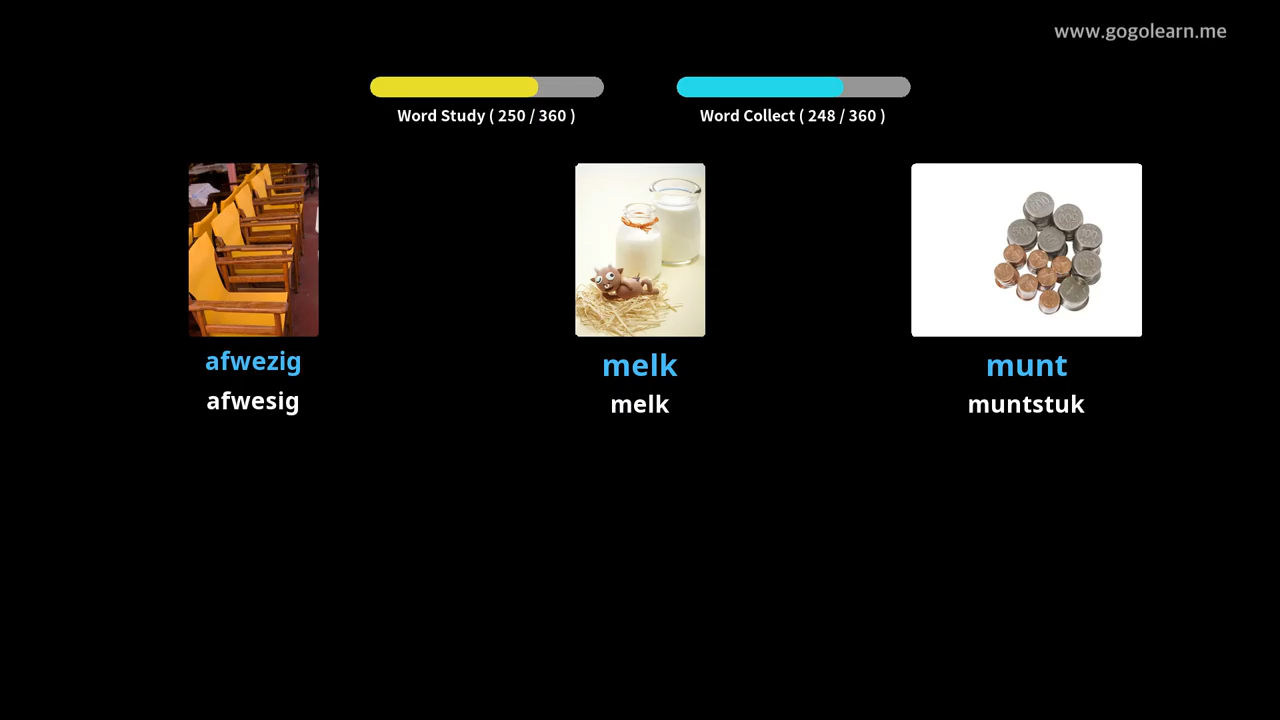 www.gogolearn.me
Word Study ( 250 / 360 )
Word Collect ( 248 / 360 )
afwezig
afwesig
melk
melk
munt
muntstuk